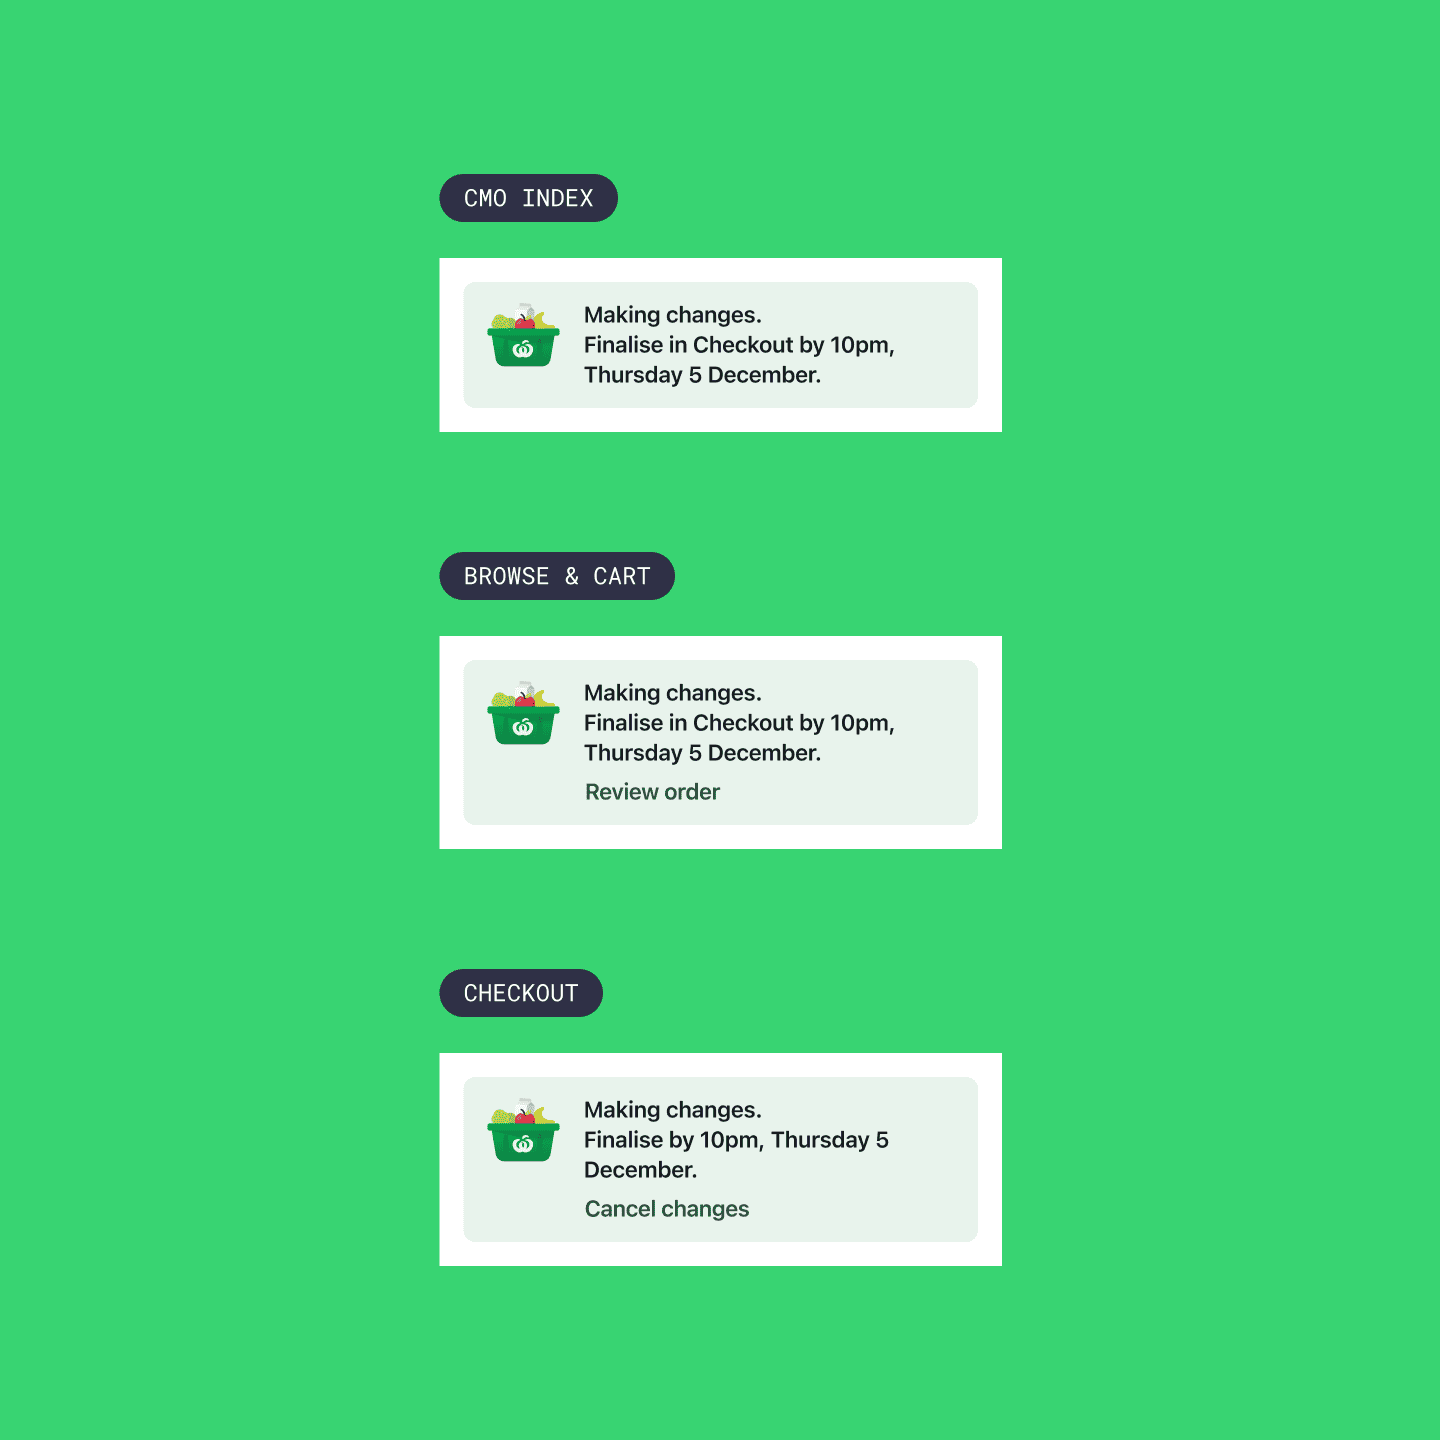 CMO INDEX
Making changes.
Finalise in Checkout by 10pm,
Thursday 5 December.
BROWSE & CART
Making changes.
Finalise in Checkout by 10pm,
Thursday 5 December.
Review order
CHECKOUT
Making changes.
Finalise by 10pm, Thursday 5
December.
Cancel changes